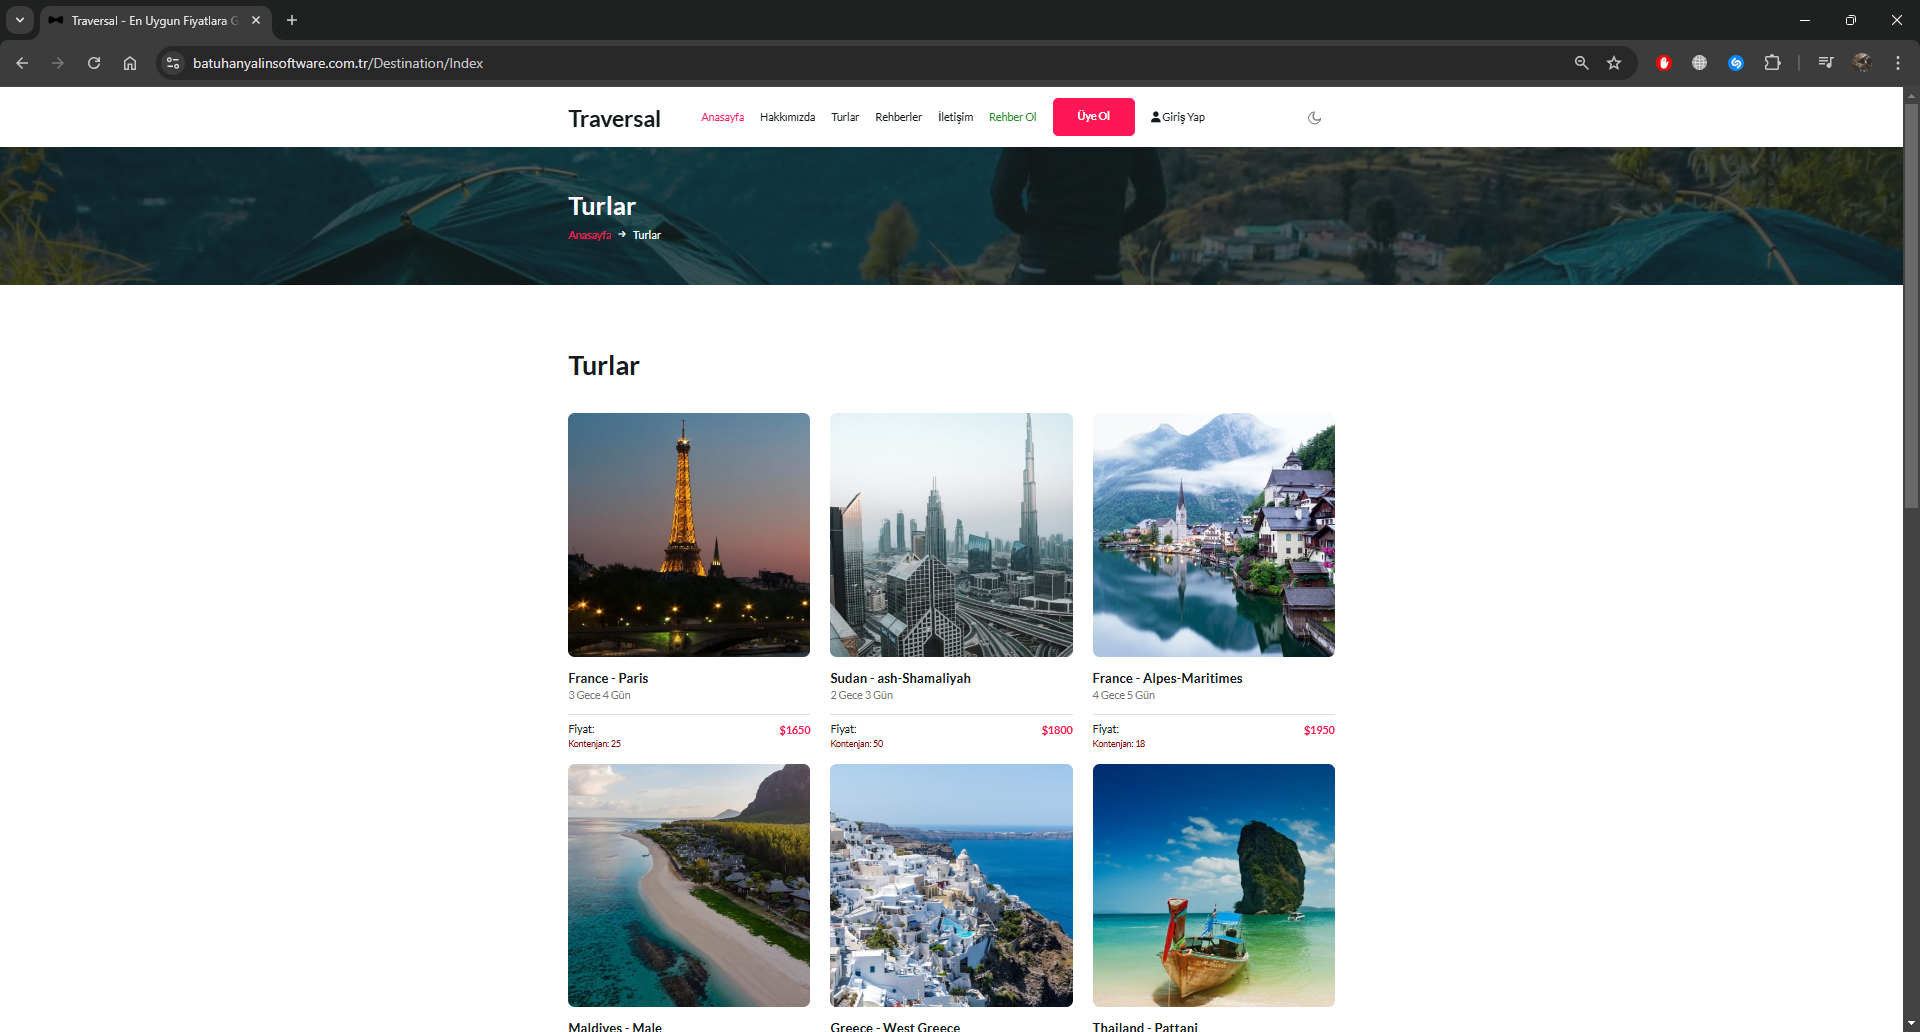 Traversal - En Uygun Fiyatlara G
batuhanyalinsoftware.com.tr/Destination/Index
Traversal
Anasayfa Hakkımızda Turlar Rehberler İletişim Rehber Ol Üye Ol Giriş Yap
Turlar
Anasayfa → Turlar
Turlar
France - Paris
3 Gece 4 Gün
Fiyat: $1650
Kontenjan: 25
Sudan - ash-Shamaliyah
2 Gece 3 Gün
Fiyat: $1800
Kontenjan: 50
France - Alpes-Maritimes
4 Gece 5 Gün
Fiyat: $1950
Kontenjan: 18
Maldives - Male
Greece - West Greece
Thailand - Pattani